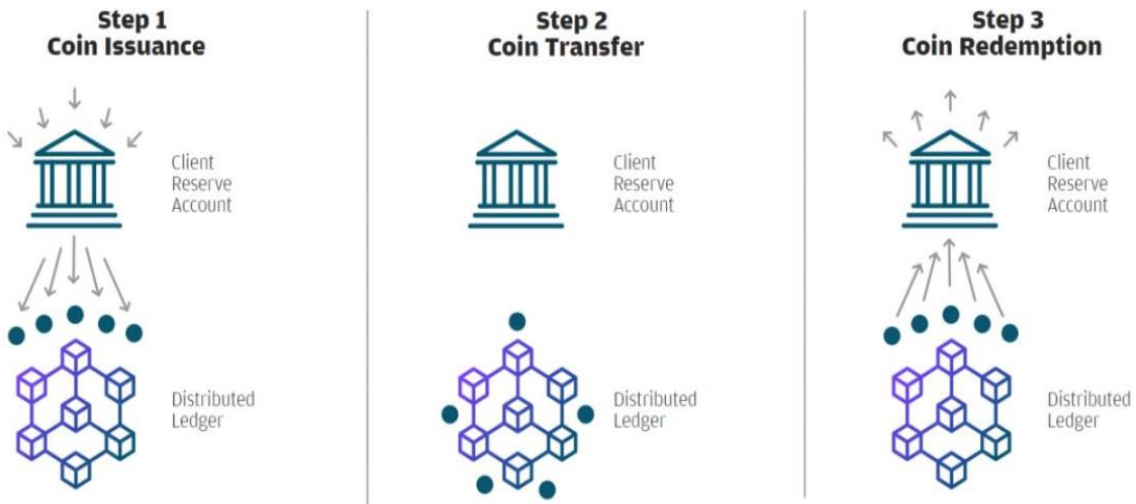 Step 1
Coin Issuance
Client
Reserve
Account
Distributed
Ledger
Step 2
Coin Transfer
Client
Reserve
Account
Distributed
Ledger
Step 3
Coin Redemption
Client
Reserve
Account
Distributed
Ledger